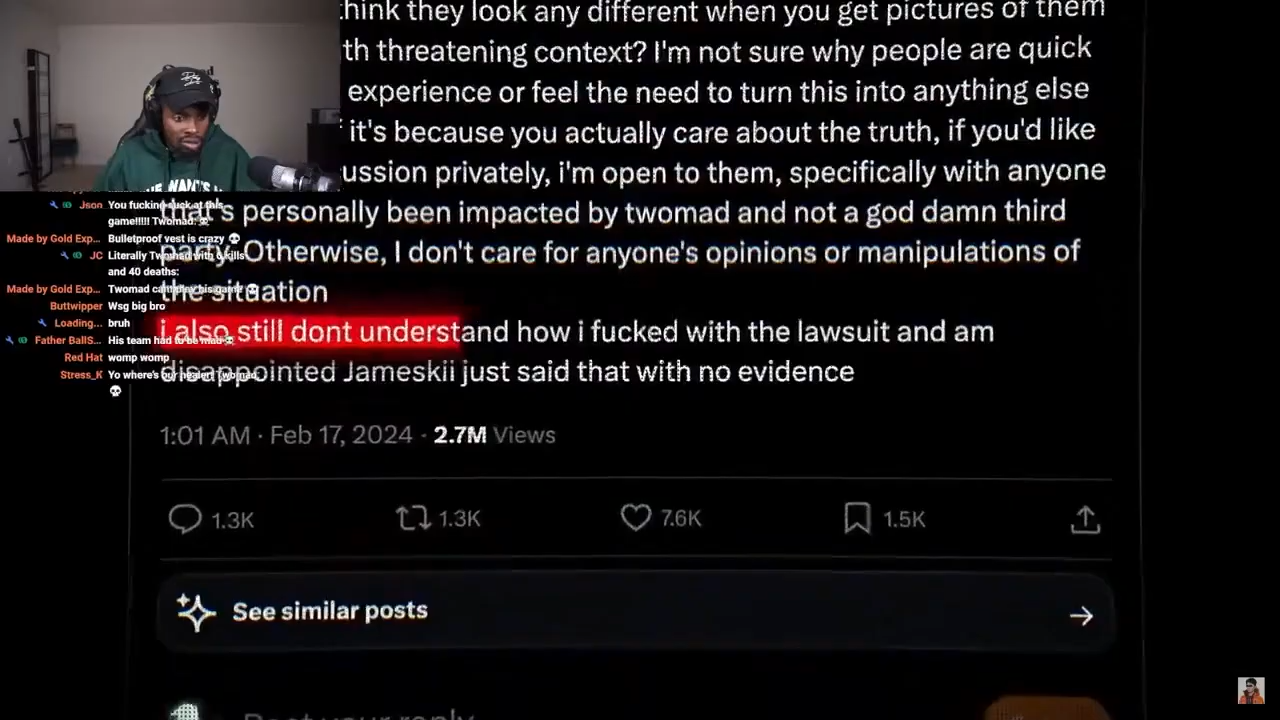 think they look any different when you get pictures of them
th threatening context? I'm not sure why people are quick
experience or feel the need to turn this into anything else
it's because you actually care about the truth, if you'd like
ussion privately, i'm open to them, specifically with anyone
that's personally been impacted by twomad and not a god damn third
party. Otherwise, I don't care for anyone's opinions or manipulations of
the situation
i also still dont understand how i fucked with the lawsuit and am
disappointed Jameskii just said that with no evidence
1:01 AM · Feb 17, 2024 · 2.7M Views
1.3K 1.3K 7.6K 1.5K
See similar posts
Post your reply
Json You fucking suck at this
game!!!!! Twomad:
Made by Gold Exp... Bulletproof vest is crazy
JC Literally Twomad with 6 kills
and 40 deaths:
Made by Gold Exp... Twomad
Buttwipper Wsg big bro
Loading... bruh
Father BallS... His team had to be mad
Red Hat womp womp
Stress_K Yo where's our healer! Twomad: